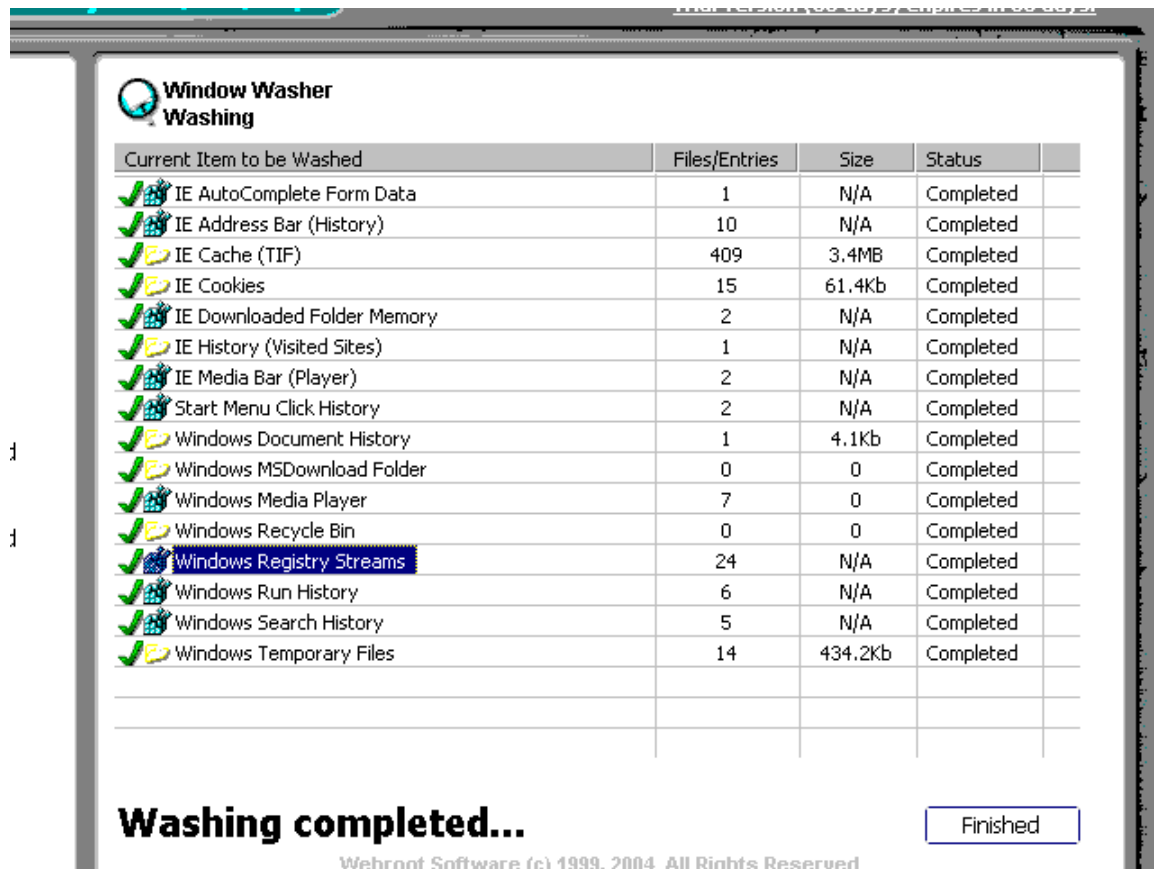 Window Washer
Washing
Current Item to be Washed Files/Entries Size Status
IE AutoComplete Form Data 1 N/A Completed
IE Address Bar (History) 10 N/A Completed
IE Cache (TIF) 409 3.4MB Completed
IE Cookies 15 61.4Kb Completed
IE Downloaded Folder Memory 2 N/A Completed
IE History (Visited Sites) 1 N/A Completed
IE Media Bar (Player) 2 N/A Completed
Start Menu Click History 2 N/A Completed
Windows Document History 1 4.1Kb Completed
Windows MSDownload Folder 0 0 Completed
Windows Media Player 7 0 Completed
Windows Recycle Bin 0 0 Completed
Windows Registry Streams 24 N/A Completed
Windows Run History 6 N/A Completed
Windows Search History 5 N/A Completed
Windows Temporary Files 14 434.2Kb Completed
Washing completed...
Finished
Webroot Software (c) 1999, 2004 All Rights Reserved